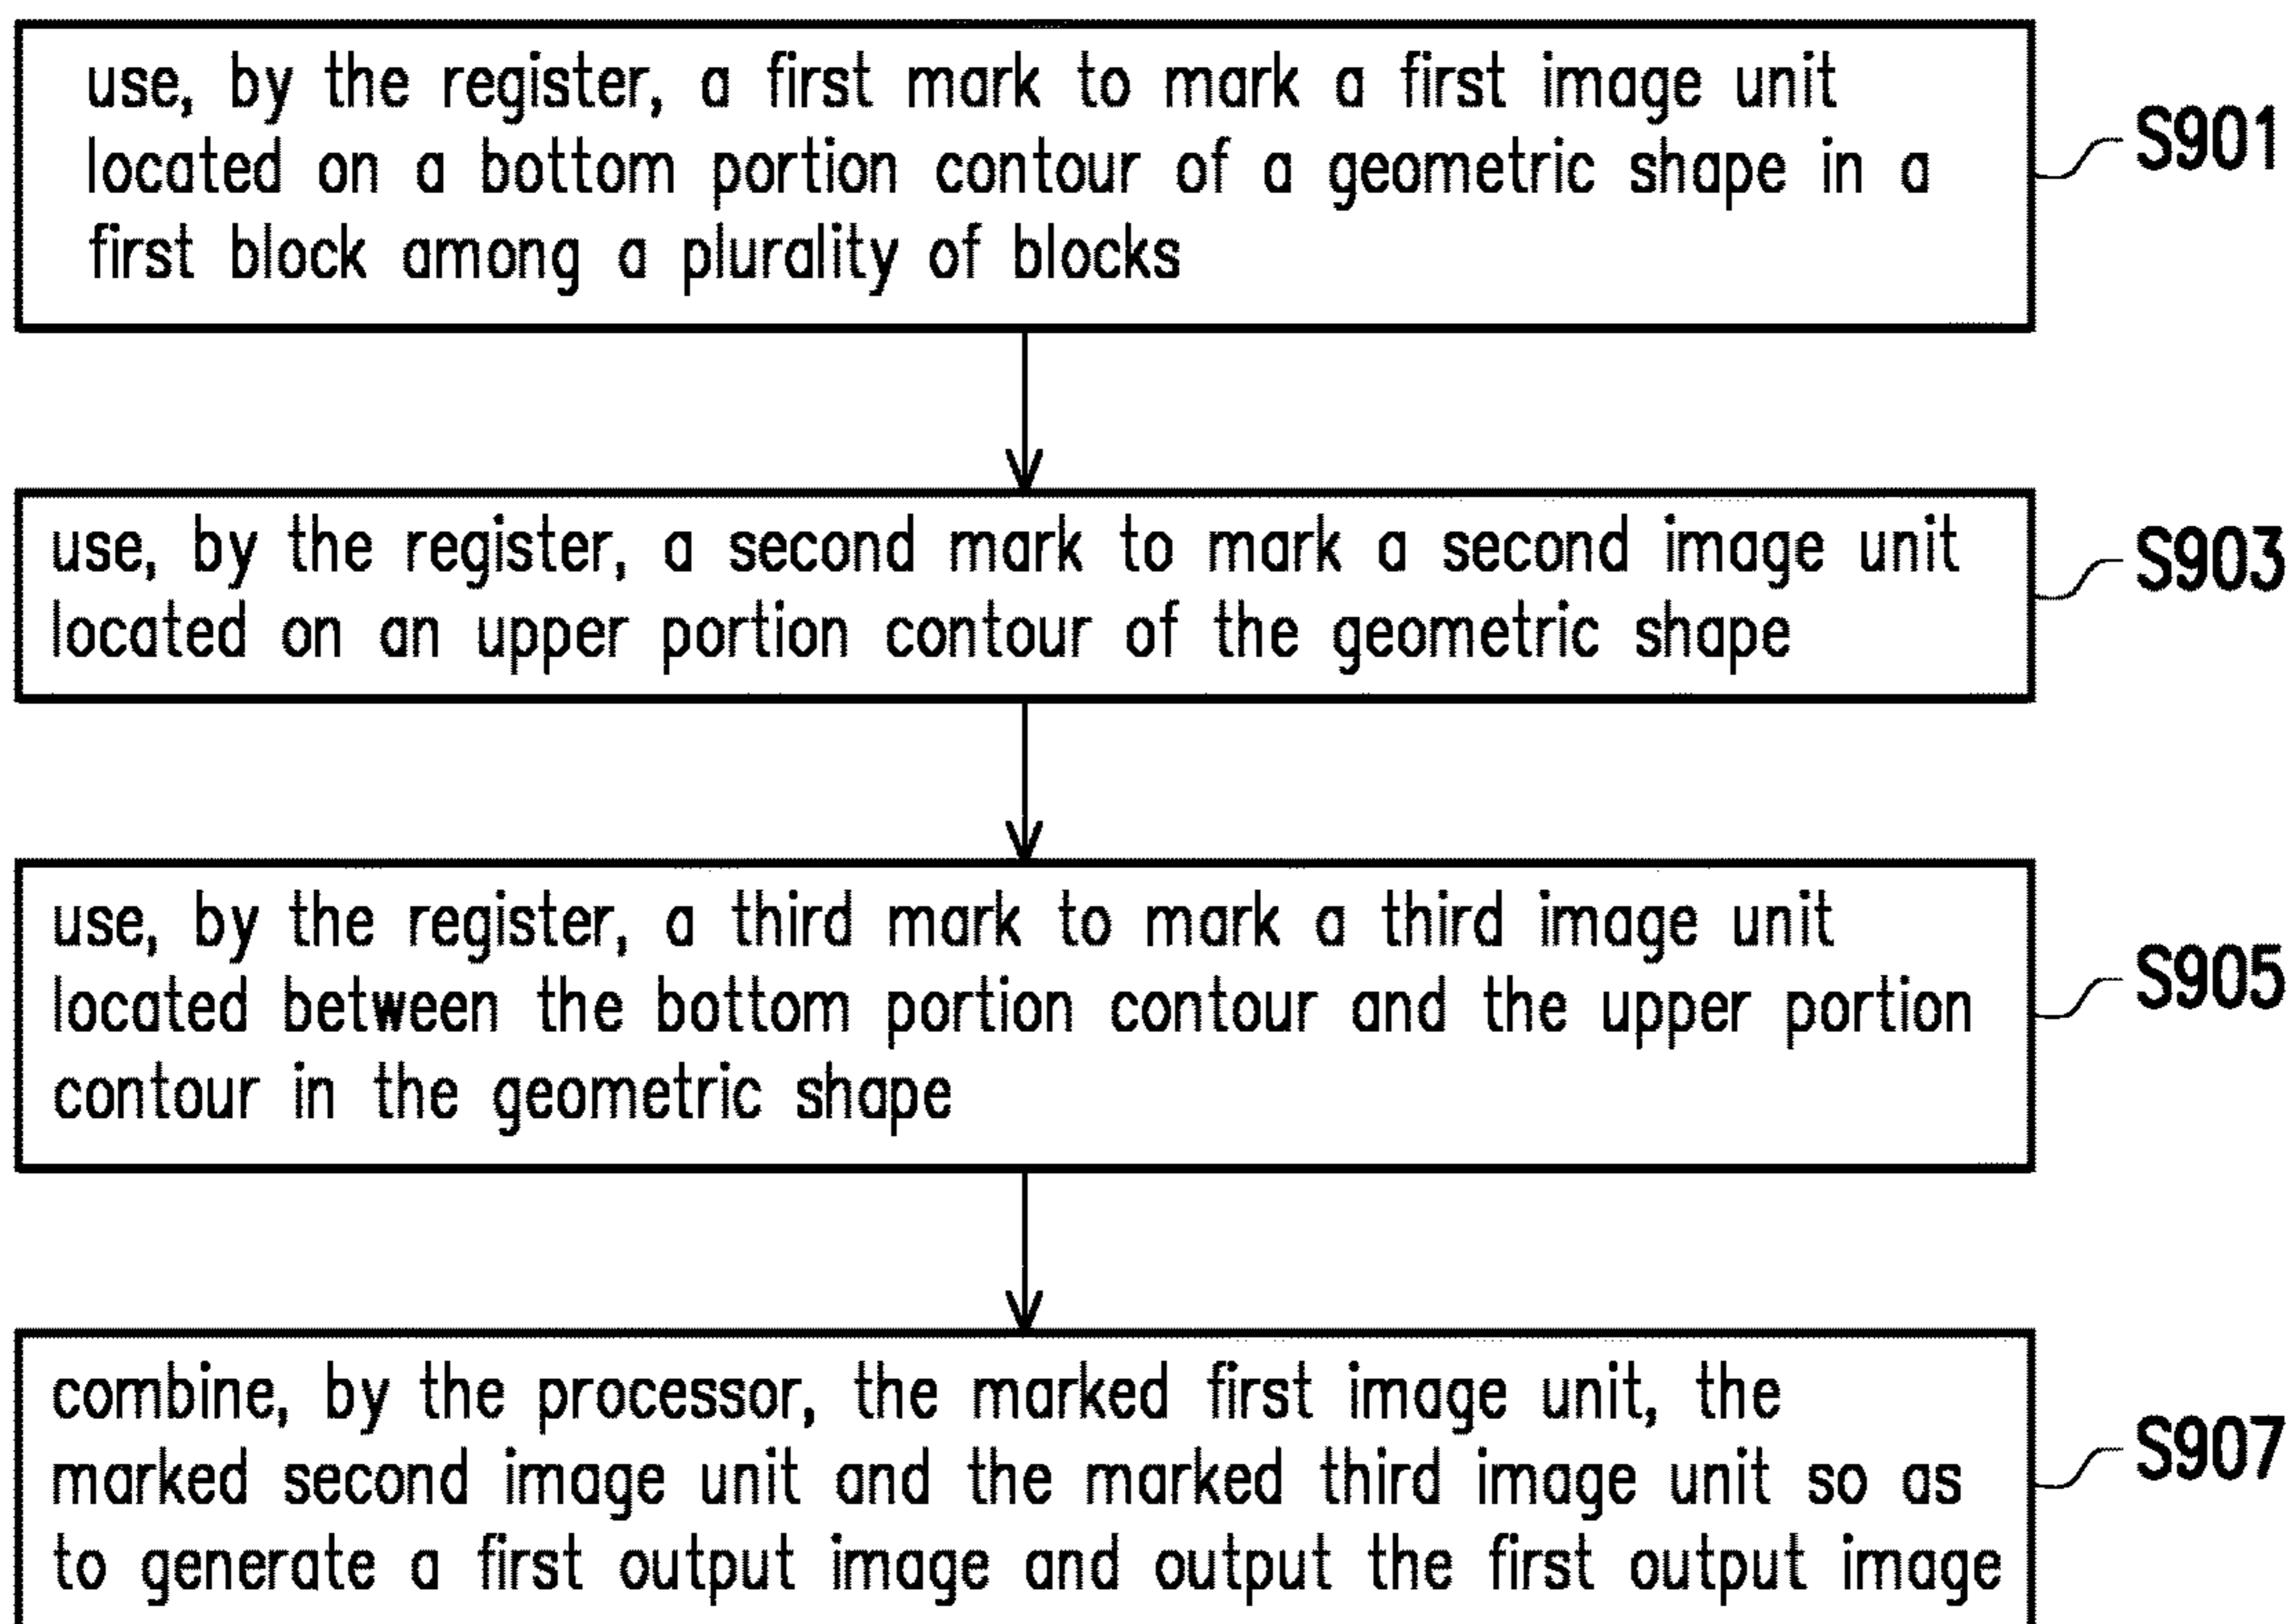 use, by the register, a first mark to mark a first image unit
located on a bottom portion contour of a geometric shape in a
first block among a plurality of blocks
S901
use, by the register, a second mark to mark a second image unit
located on an upper portion contour of the geometric shape
S903
use, by the register, a third mark to mark a third image unit
located between the bottom portion contour and the upper portion
contour in the geometric shape
S905
combine, by the processor, the marked first image unit, the
marked second image unit and the marked third image unit so as
to generate a first output image and output the first output image
S907